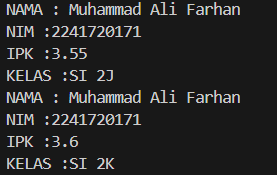 NAMA : Muhammad Ali Farhan
NIM :2241720171
IPK :3.55
KELAS :SI 2J
NAMA : Muhammad Ali Farhan
NIM :2241720171
IPK :3.6
KELAS :SI 2K